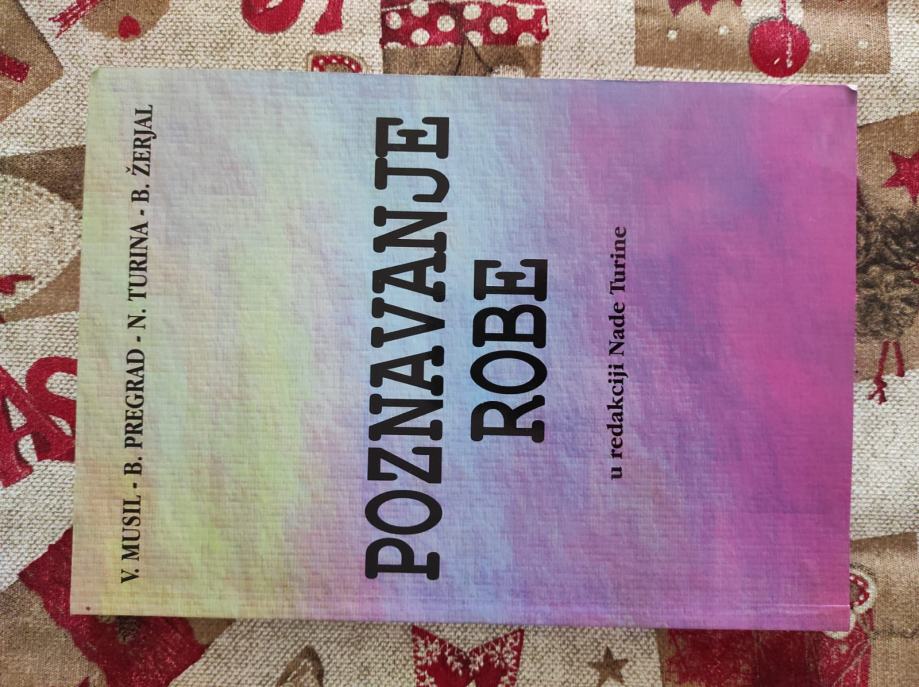 V. MUSIL - B. PREGRAD - N. TURINA - B. ŽERJAL
POZNAVANJE
ROBE
u redakciji Nade Turine